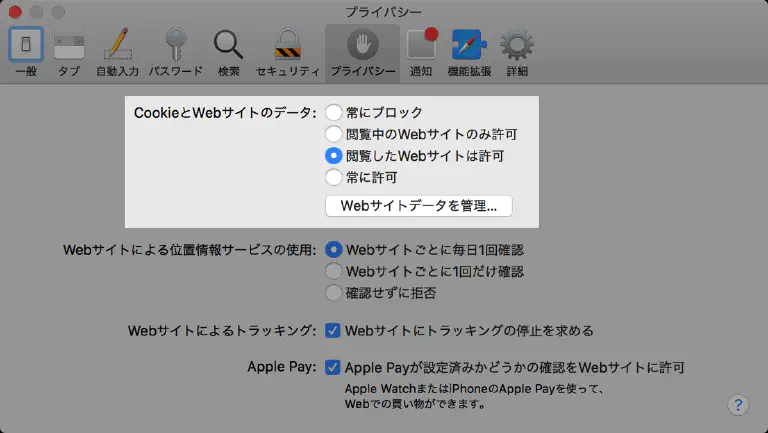 プライバシー
一般 タブ 自動入力 パスワード 検索 セキュリティ プライバシー 通知 機能拡張 詳細
CookieとWebサイトのデータ: 常にブロック
閲覧中のWebサイトのみ許可
閲覧したWebサイトは許可
常に許可
Webサイトデータを管理...
Webサイトによる位置情報サービスの使用: Webサイトごとに毎日1回確認
Webサイトごとに1回だけ確認
確認せずに拒否
Webサイトによるトラッキング: Webサイトにトラッキングの停止を求める
Apple Pay: Apple Payが設定済みかどうかの確認をWebサイトに許可
Apple WatchまたはiPhoneのApple Payを使って、
Webでの買い物ができます。
?